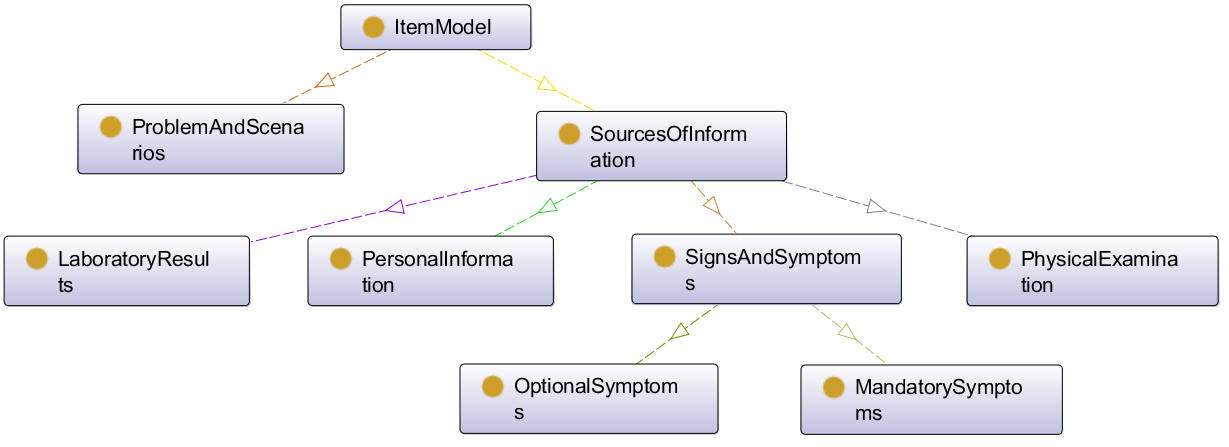 ItemModel
ProblemAndScena
rios
SourcesOfInform
ation
LaboratoryResul
ts
PersonalInforma
tion
SignsAndSymptom
s
PhysicalExamina
tion
OptionalSymptom
s
MandatorySympto
ms